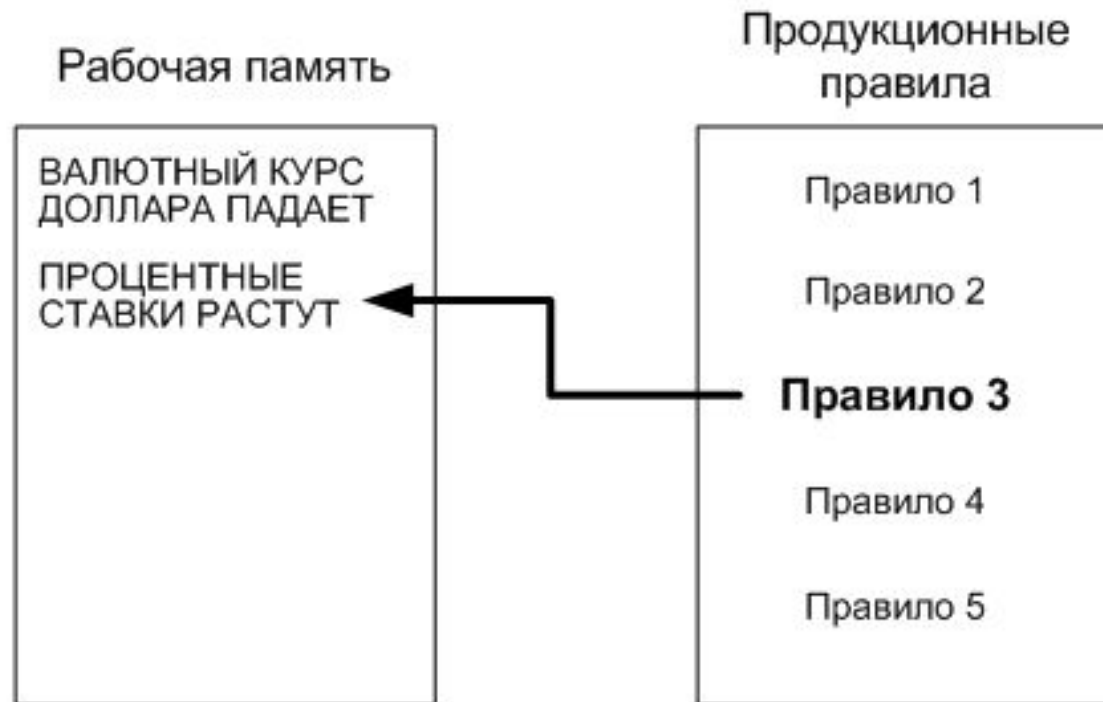 Рабочая память
ВАЛЮТНЫЙ КУРС
ДОЛЛАРА ПАДАЕТ
ПРОЦЕНТНЫЕ
СТАВКИ РАСТУТ
Продукционные
правила
Правило 1
Правило 2
Правило 3
Правило 4
Правило 5